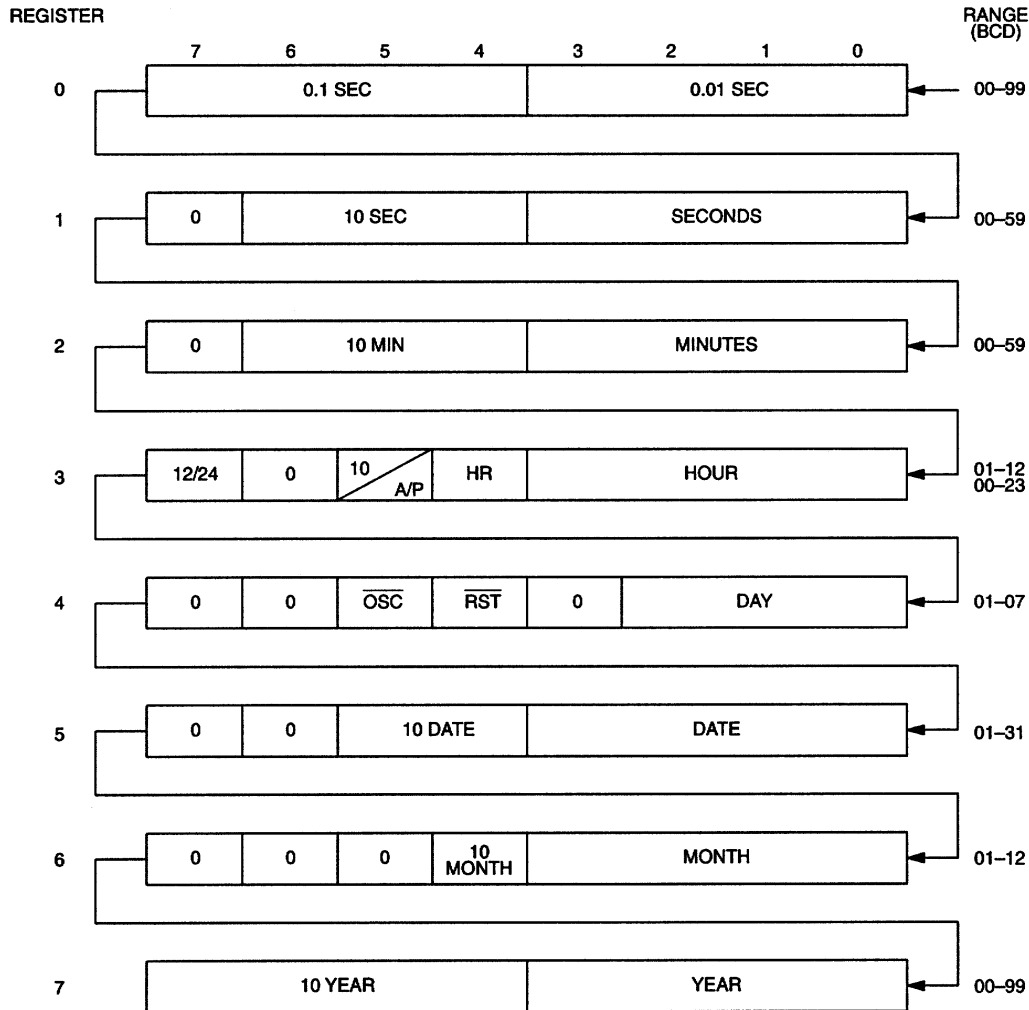 REGISTER
RANGE
(BCD)
7 6 5 4 3 2 1 0
0 0.1 SEC 0.01 SEC 00–99
1 0 10 SEC SECONDS 00–59
2 0 10 MIN MINUTES 00–59
3 12/24 0 10 A/P HR HOUR 01–12
00–23
4 0 0 O̅S̅C̅ R̅S̅T̅ 0 DAY 01–07
5 0 0 10 DATE DATE 01–31
6 0 0 0 10 MONTH MONTH 01–12
7 10 YEAR YEAR 00–99